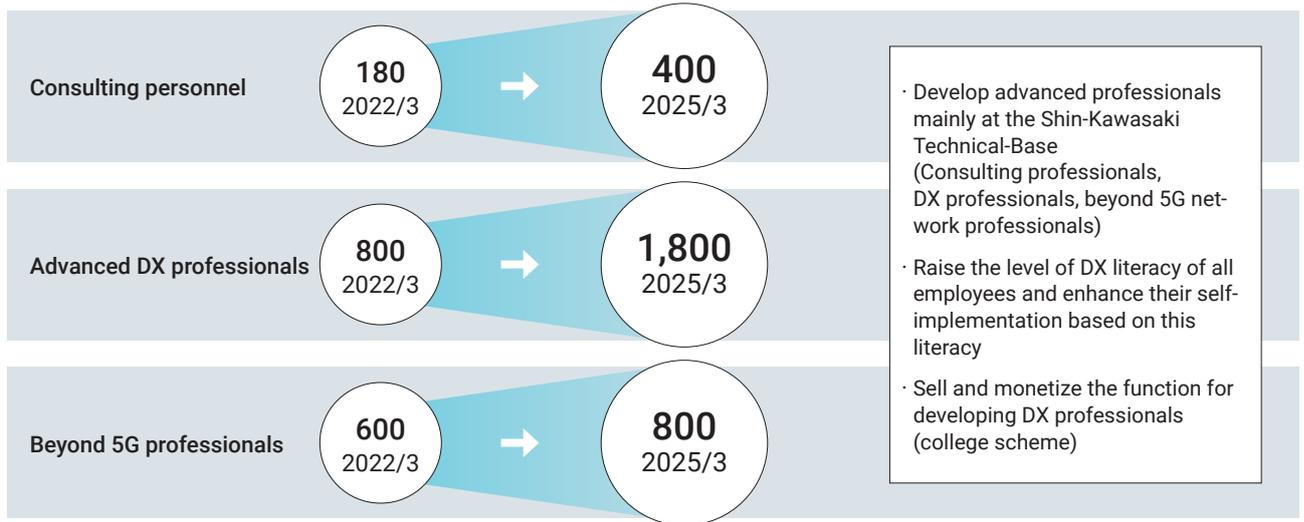 Consulting personnel
180
2022/3
400
2025/3
Advanced DX professionals
800
2022/3
1,800
2025/3
Beyond 5G professionals
600
2022/3
800
2025/3
· Develop advanced professionals
mainly at the Shin-Kawasaki
Technical-Base
(Consulting professionals,
DX professionals, beyond 5G net-
work professionals)
· Raise the level of DX literacy of all
employees and enhance their self-
implementation based on this
literacy
· Sell and monetize the function for
developing DX professionals
(college scheme)